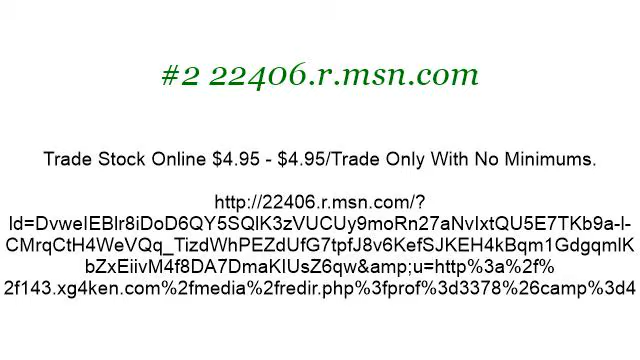 #2 22406.r.msn.com
Trade Stock Online $4.95 - $4.95/Trade Only With No Minimums.
http://22406.r.msn.com/?
ld=DvweIEBlr8iDoD6QY5SQlK3zVUCUy9moRn27aNvIxtQU5E7TKb9a-l-
CMrqCtH4WeVQq_TizdWhPEZdUfG7tpfJ8v6KefSJKEH4kBqm1GdgqmlK
bZxEiivM4f8DA7DmaKIUsZ6qw&amp;u=http%3a%2f%
2f143.xg4ken.com%2fmedia%2fredir.php%3fprof%3d3378%26camp%3d4